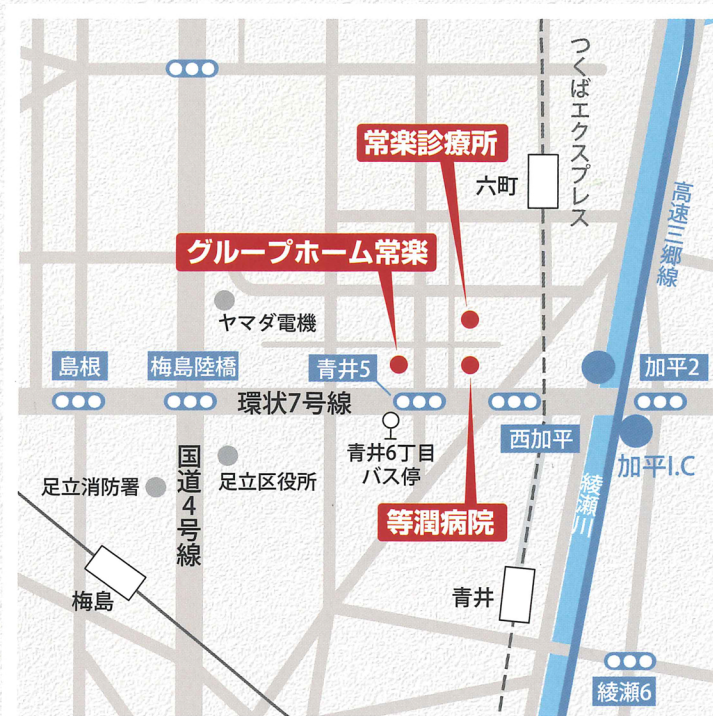 つくばエクスプレス
常楽診療所
六町
高速三郷線
グループホーム常楽
ヤマダ電機
島根
梅島陸橋
青井5
加平2
環状7号線
西加平
青井6丁目
バス停
加平I.C
国道4号線
足立区役所
足立消防署
綾瀬川
等潤病院
梅島
青井
綾瀬6